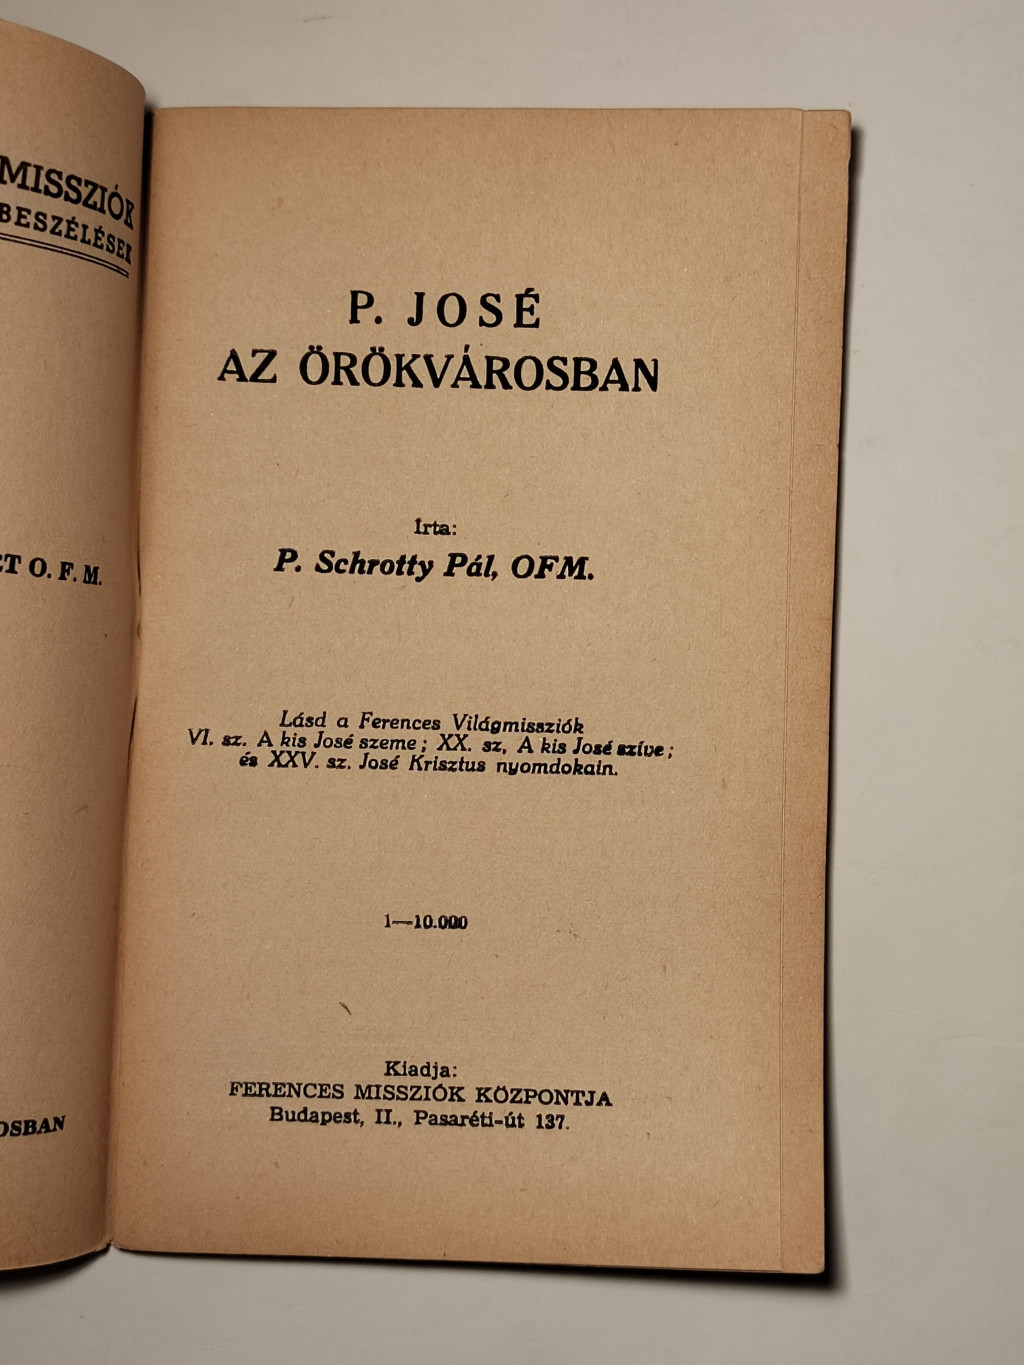 MISSZIÓK
BESZÉLÉSEK
T O. F. M.
OSBAN
P. JOSÉ
AZ ÖRÖKVÁROSBAN
Írta:
P. Schrotty Pál, OFM.
Lásd a Ferences Világmissziók
VI. sz. A kis José szeme; XX. sz, A kis José szíve;
és XXV. sz. José Krisztus nyomdokain.
1—10.000
Kiadja:
FERENCES MISSZIÓK KÖZPONTJA
Budapest, II., Pasaréti-út 137.